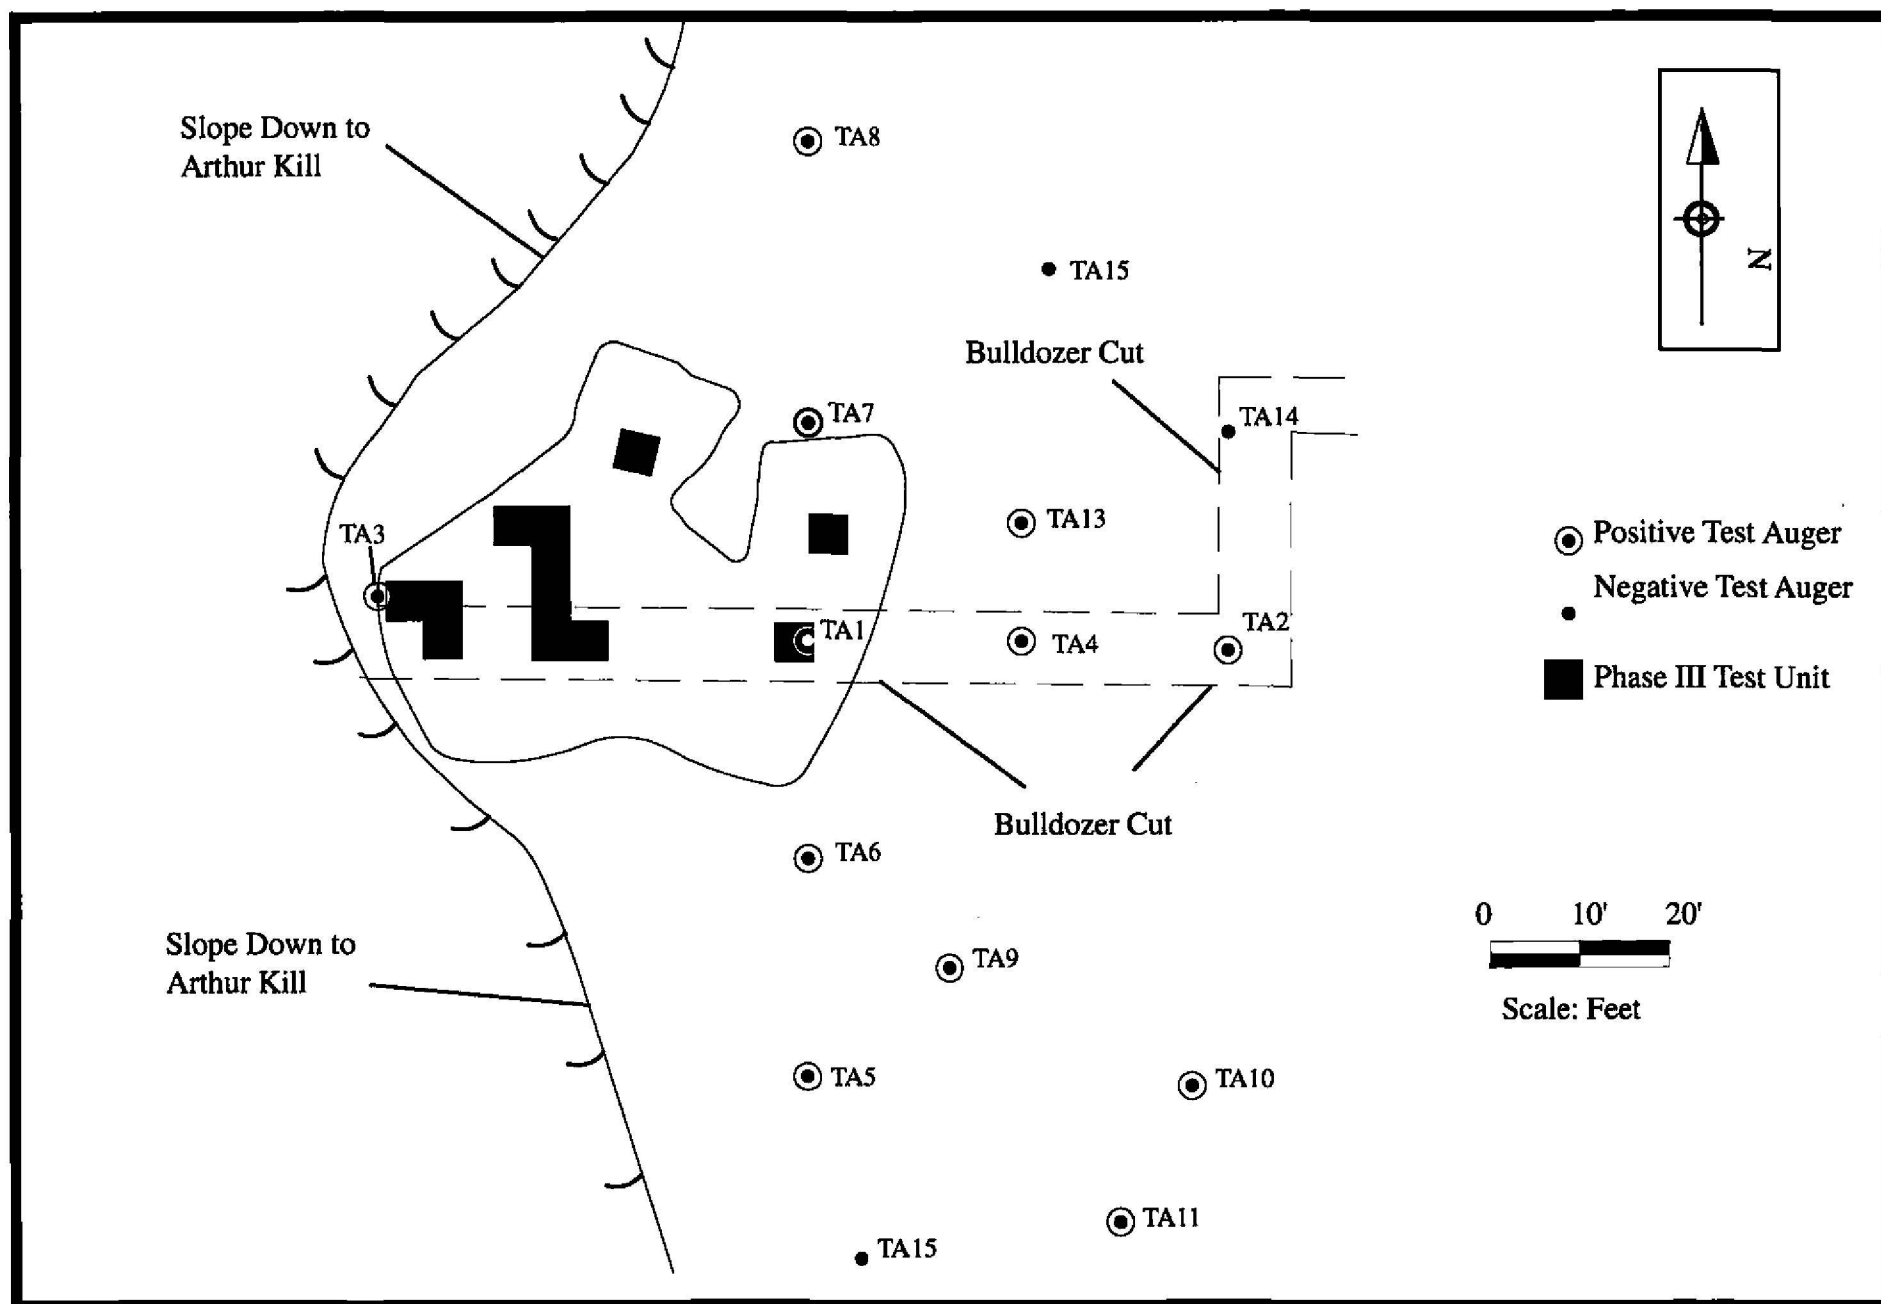 Slope Down to
Arthur Kill
TA8
TA15
Bulldozer Cut
N
TA7
TA14
TA3
TA13
Positive Test Auger
Negative Test Auger
TA1
TA4
TA2
Phase III Test Unit
Bulldozer Cut
TA6
Slope Down to
Arthur Kill
TA9
0 10' 20'
Scale: Feet
TA5
TA10
TA11
TA15